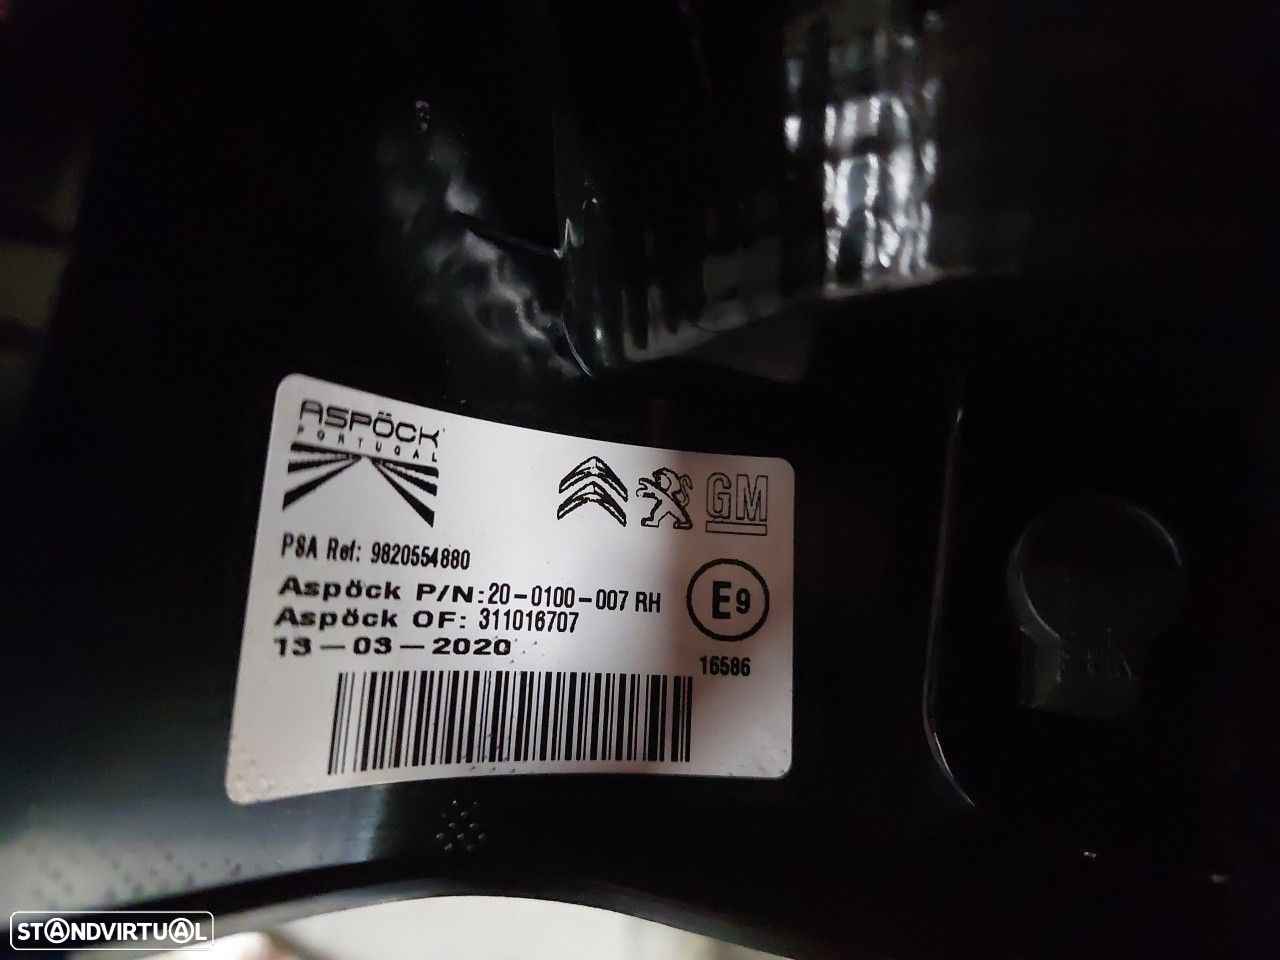 ASPÖCK
PORTUGAL
GM
PSA Ref: 9820554880
Aspöck P/N:20-0100-007 RH
Aspöck OF: 311016707
13-03-2020
E9
16586
STANDVIRTUAL